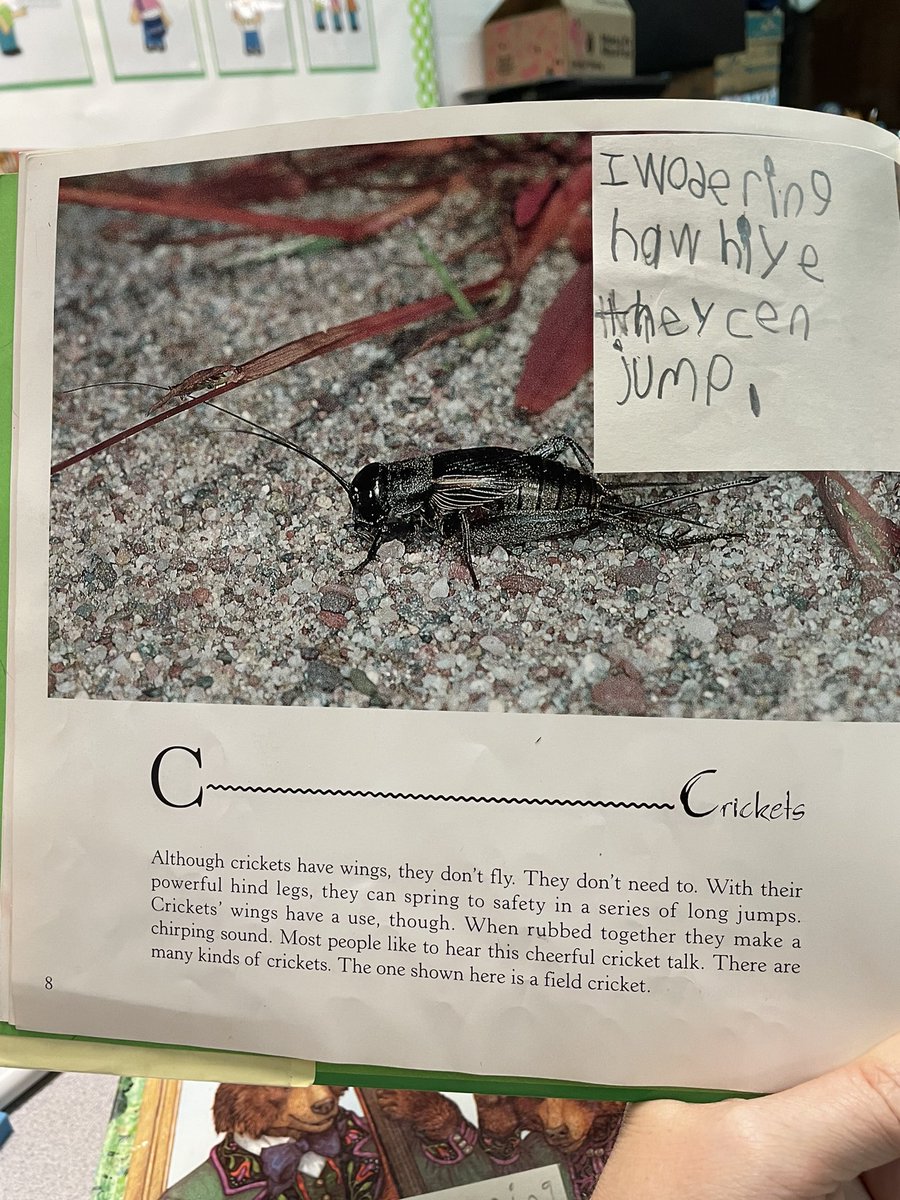 I wodering
haw hiye
they cen
jump.
C Crickets
Although crickets have wings, they don't fly. They don't need to. With their
powerful hind legs, they can spring to safety in a series of long jumps.
Crickets' wings have a use, though. When rubbed together they make a
chirping sound. Most people like to hear this cheerful cricket talk. There are
many kinds of crickets. The one shown here is a field cricket.
8